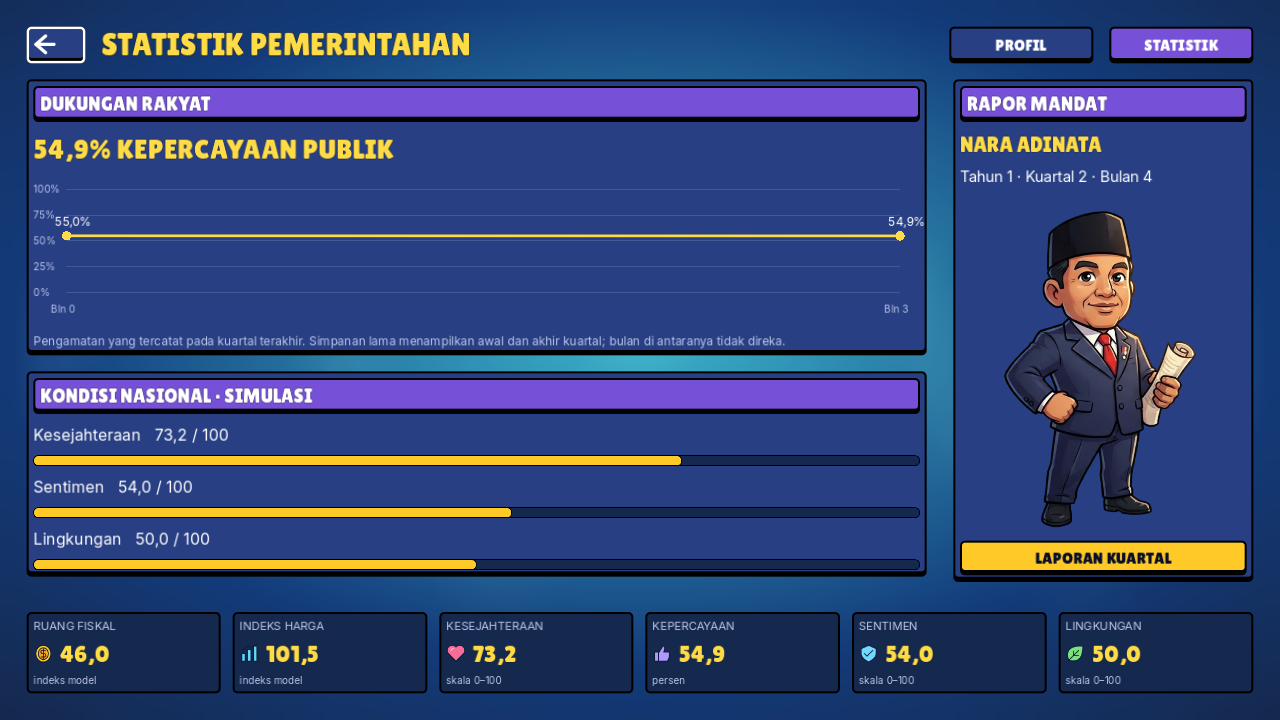 STATISTIK PEMERINTAHAN
PROFIL
STATISTIK
DUKUNGAN RAKYAT
54,9% KEPERCAYAAN PUBLIK
100%
75%
55,0%
54,9%
50%
25%
0%
Bln 0
Bln 3
Pengamatan yang tercatat pada kuartal terakhir. Simpanan lama menampilkan awal dan akhir kuartal; bulan di antaranya tidak direka.
RAPOR MANDAT
NARA ADINATA
Tahun 1 · Kuartal 2 · Bulan 4
LAPORAN KUARTAL
KONDISI NASIONAL · SIMULASI
Kesejahteraan 73,2 / 100
Sentimen 54,0 / 100
Lingkungan 50,0 / 100
RUANG FISKAL
46,0
indeks model
INDEKS HARGA
101,5
indeks model
KESEJAHTERAAN
73,2
skala 0–100
KEPERCAYAAN
54,9
persen
SENTIMEN
54,0
skala 0–100
LINGKUNGAN
50,0
skala 0–100